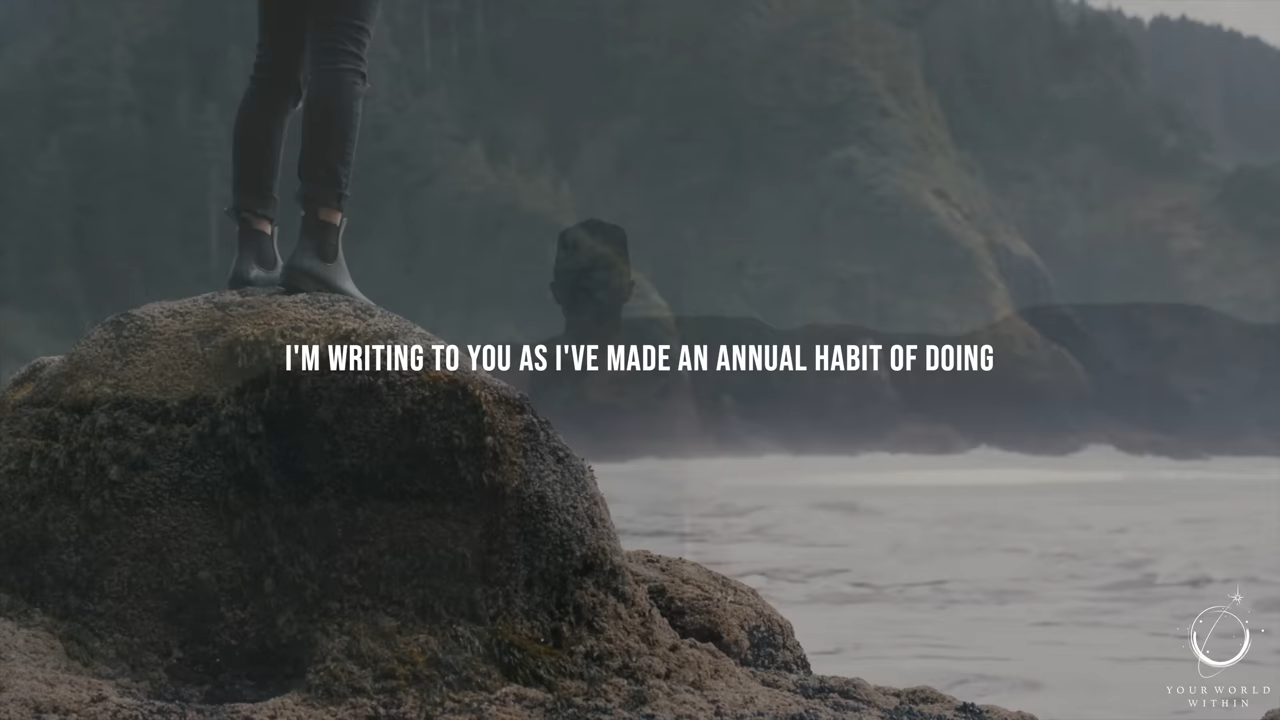 I'M WRITING TO YOU AS I'VE MADE AN ANNUAL HABIT OF DOING
YOUR WORLD
WITHIN